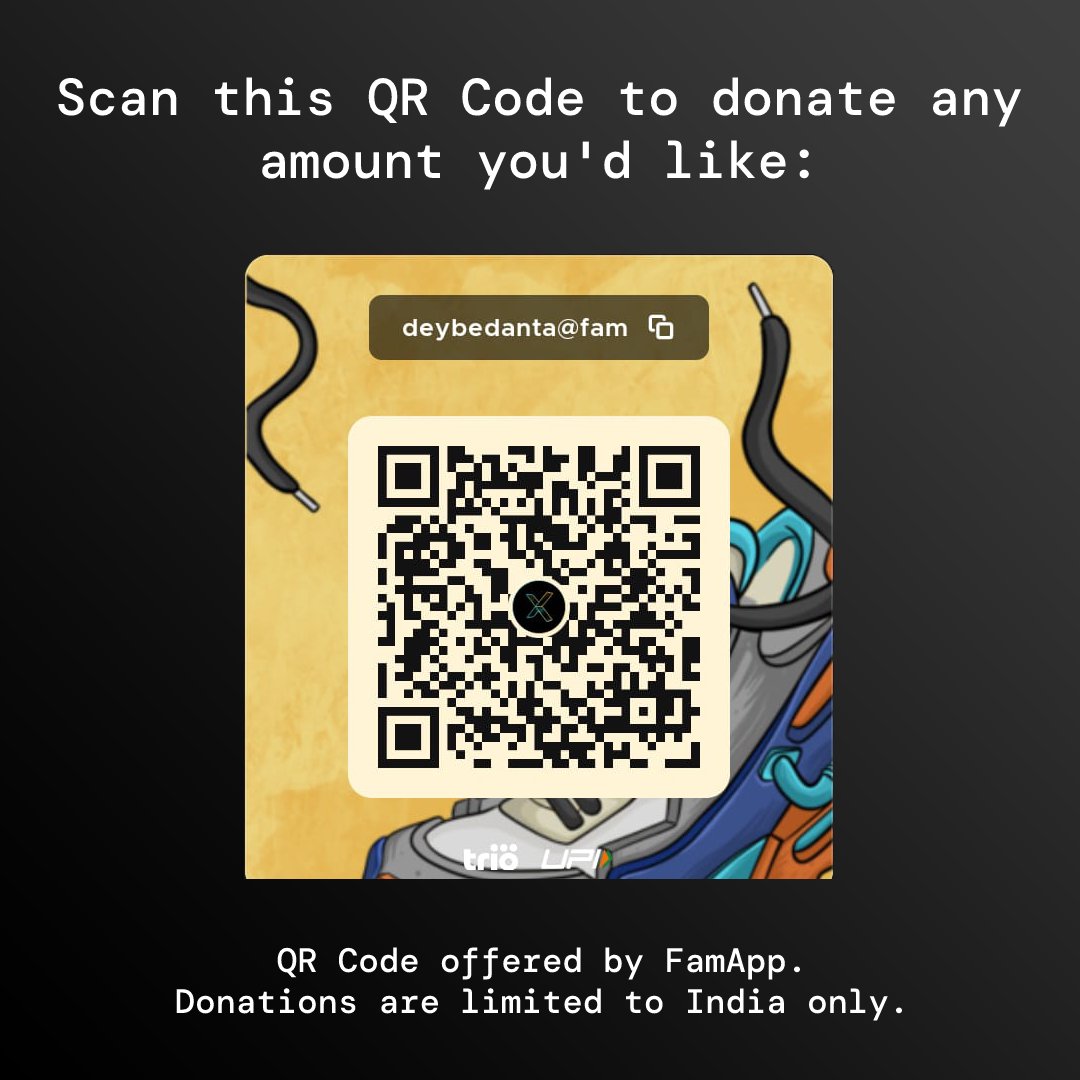 Scan this QR Code to donate any
amount you'd like:
deybedanta@fam
triö UPI
QR Code offered by FamApp.
Donations are limited to India only.